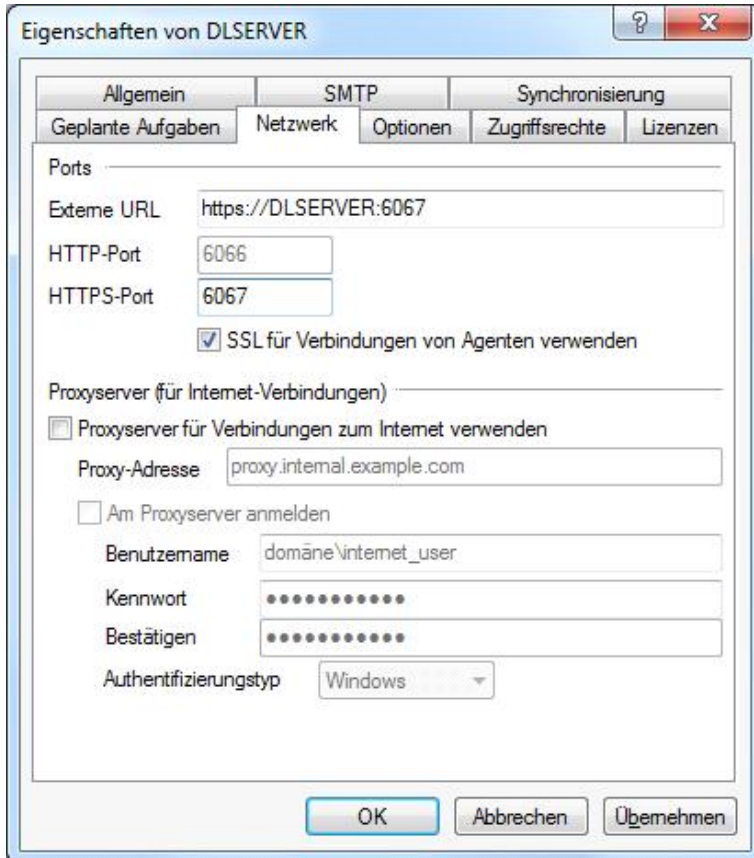 Eigenschaften von DLSERVER
Allgemein SMTP Synchronisierung
Geplante Aufgaben Netzwerk Optionen Zugriffsrechte Lizenzen
Ports
Externe URL https://DLSERVER:6067
HTTP-Port 6066
HTTPS-Port 6067
SSL für Verbindungen von Agenten verwenden
Proxyserver (für Internet-Verbindungen)
Proxyserver für Verbindungen zum Internet verwenden
Proxy-Adresse proxy.internal.example.com
Am Proxyserver anmelden
Benutzername domäne\internet_user
Kennwort ●●●●●●●●●●●
Bestätigen ●●●●●●●●●●●
Authentifizierungstyp Windows
OK Abbrechen Übernehmen